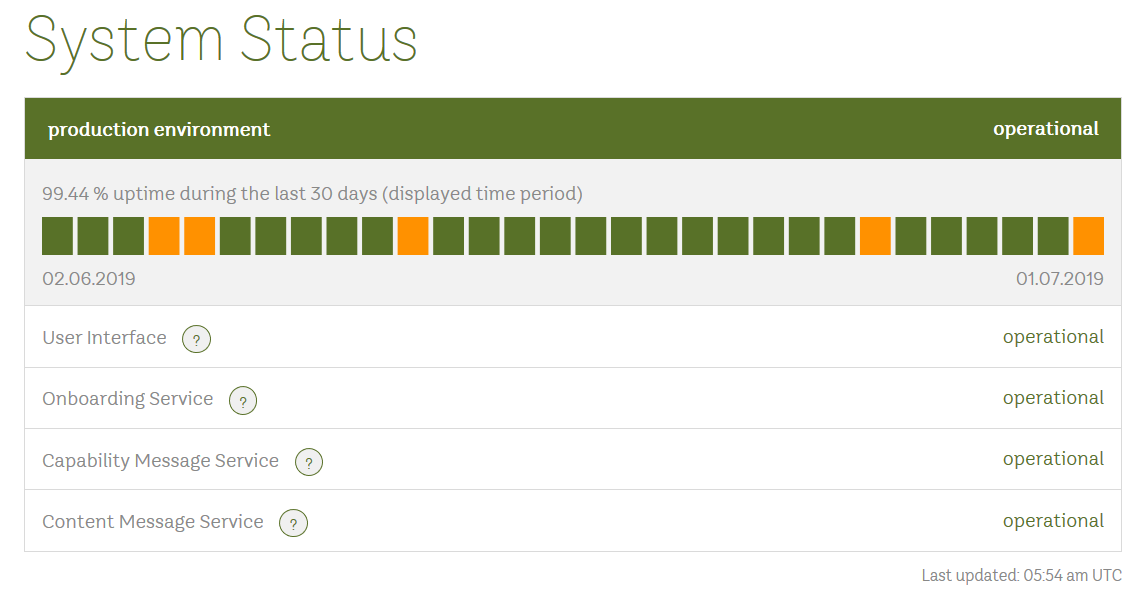 System Status
production environment operational
99.44 % uptime during the last 30 days (displayed time period)
02.06.2019 01.07.2019
User Interface ? operational
Onboarding Service ? operational
Capability Message Service ? operational
Content Message Service ? operational
Last updated: 05:54 am UTC